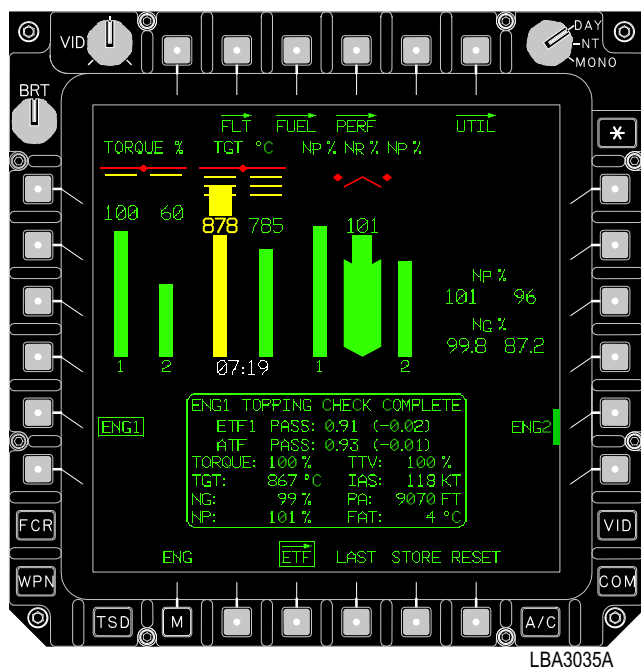 VID
DAY
NT
MONO
BRT
FLT FUEL PERF UTIL
*
TORQUE % TGT °C NP % NR % NP %
100 60 878 785 101
NP %
101 96
NG %
99.8 87.2
1 2 07:19 1 2
ENG1 TOPPING CHECK COMPLETE
ETF1 PASS: 0.91 (-0.02)
ATF PASS: 0.93 (-0.01)
TORQUE: 100 % TTV: 100 %
TGT: 867 °C IAS: 118 KT
NG: 99 % PA: 9070 FT
NP: 101 % FAT: 4 °C
ENG1 ENG2
FCR VID
ENG ETF LAST STORE RESET
WPN COM
TSD M A/C
LBA3035A